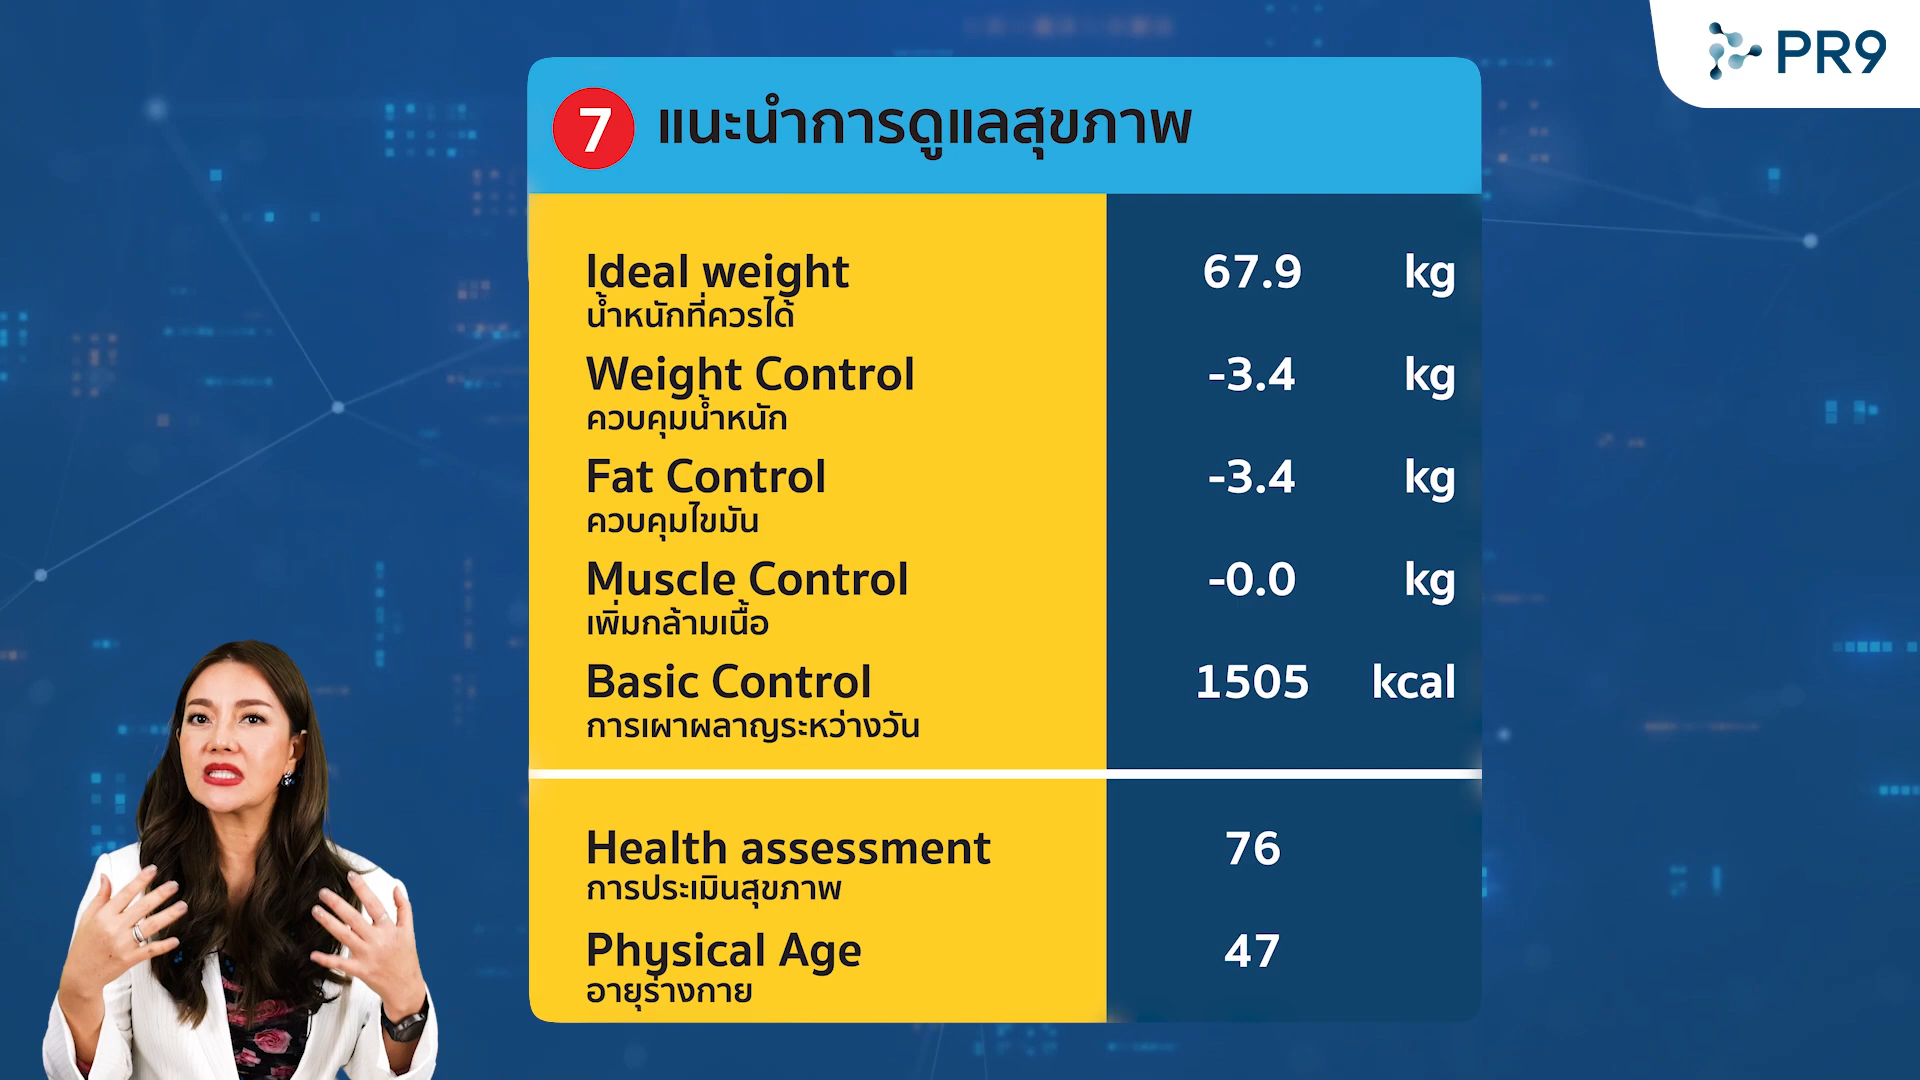 PR9
7 แนะนำการดูแลสุขภาพ
Ideal weight 67.9 kg
น้ำหนักที่ควรได้
Weight Control -3.4 kg
ควบคุมน้ำหนัก
Fat Control -3.4 kg
ควบคุมไขมัน
Muscle Control -0.0 kg
เพิ่มกล้ามเนื้อ
Basic Control 1505 kcal
การเผาผลาญระหว่างวัน
Health assessment 76
การประเมินสุขภาพ
Physical Age 47
อายุร่างกาย